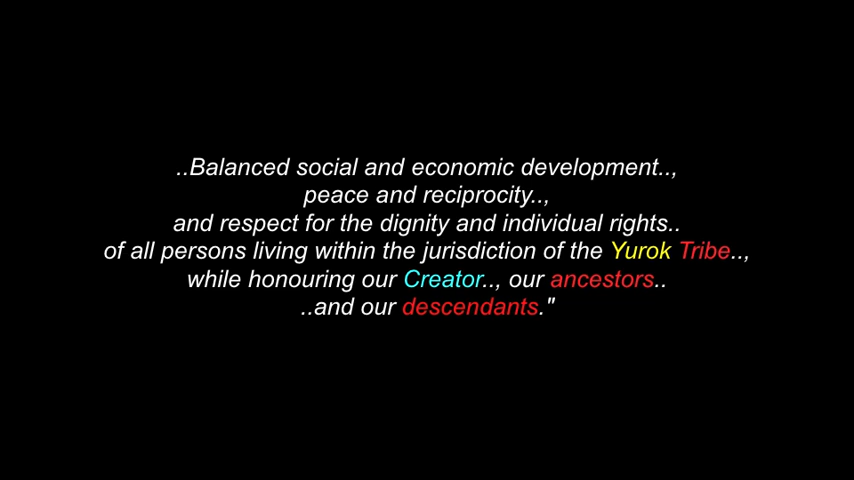 ..Balanced social and economic development..,
peace and reciprocity..,
and respect for the dignity and individual rights..
of all persons living within the jurisdiction of the Yurok Tribe..,
while honouring our Creator.., our ancestors..
..and our descendants."